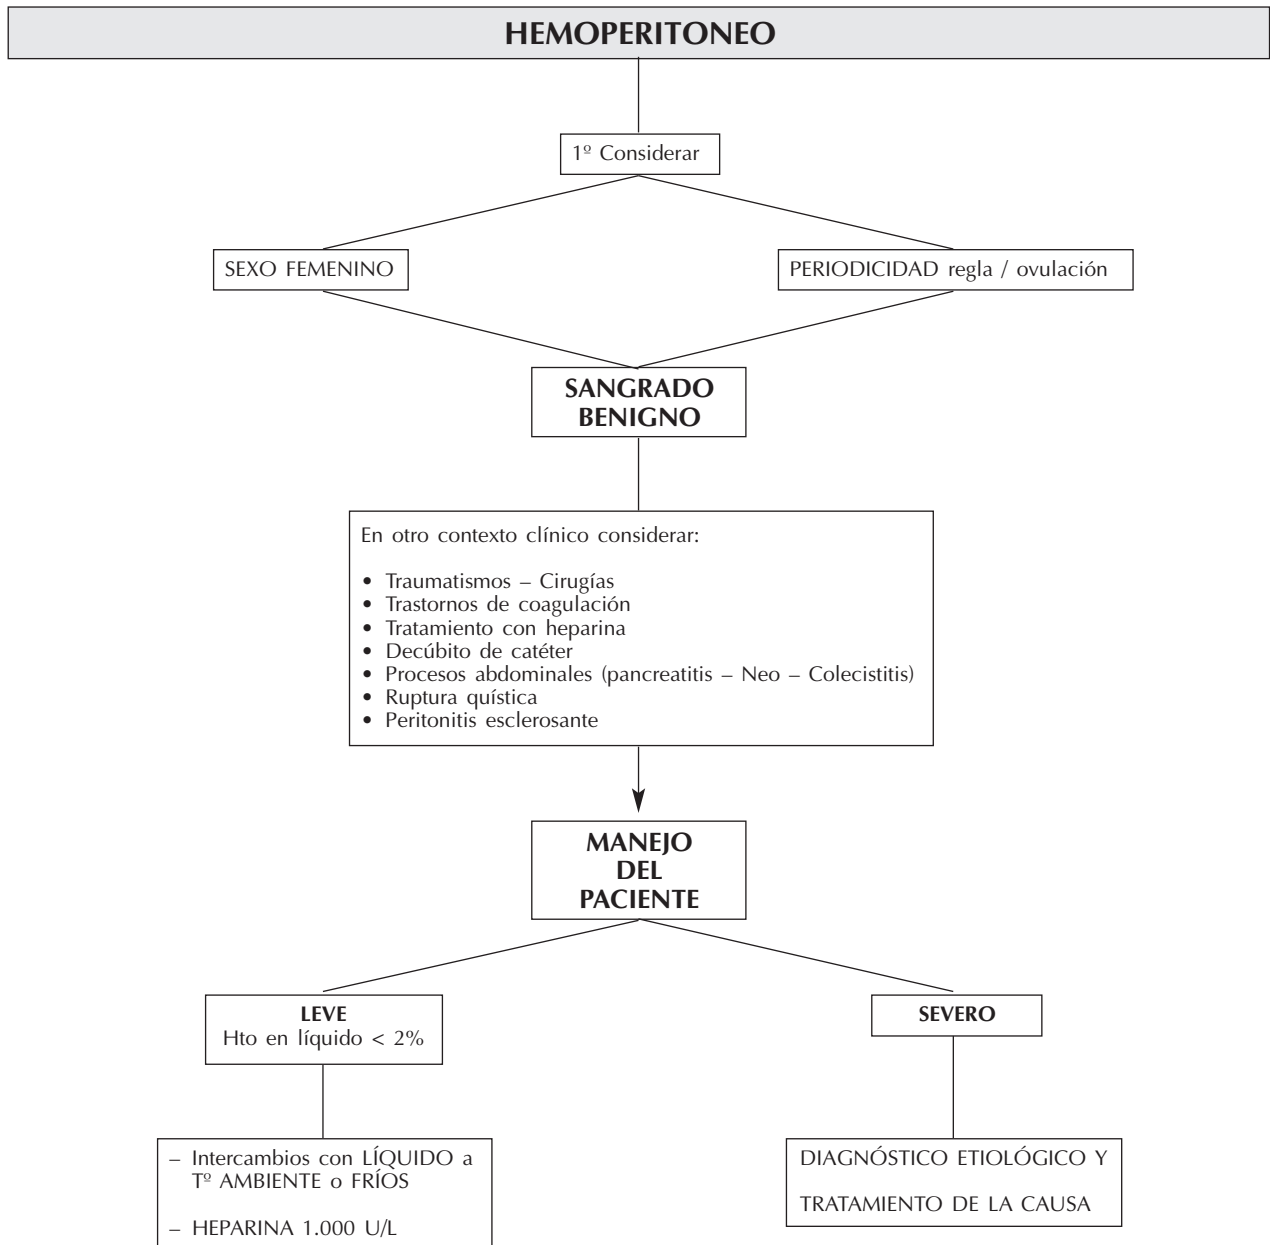 HEMOPERITONEO
1º Considerar
SEXO FEMENINO
PERIODICIDAD regla / ovulación
SANGRADO
BENIGNO
En otro contexto clínico considerar:
• Traumatismos – Cirugías
• Trastornos de coagulación
• Tratamiento con heparina
• Decúbito de catéter
• Procesos abdominales (pancreatitis – Neo – Colecistitis)
• Ruptura quística
• Peritonitis esclerosante
MANEJO
DEL
PACIENTE
LEVE
Hto en líquido < 2%
SEVERO
– Intercambios con LÍQUIDO a
Tº AMBIENTE o FRÍOS
– HEPARINA 1.000 U/L
DIAGNÓSTICO ETIOLÓGICO Y
TRATAMIENTO DE LA CAUSA